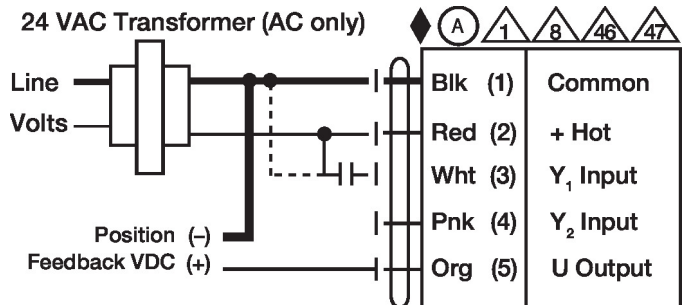 24 VAC Transformer (AC only)
A 1 8 46 47
Line
Volts
Blk (1) Common
Red (2) + Hot
Wht (3) Y1 Input
Pnk (4) Y2 Input
Org (5) U Output
Position (–)
Feedback VDC (+)